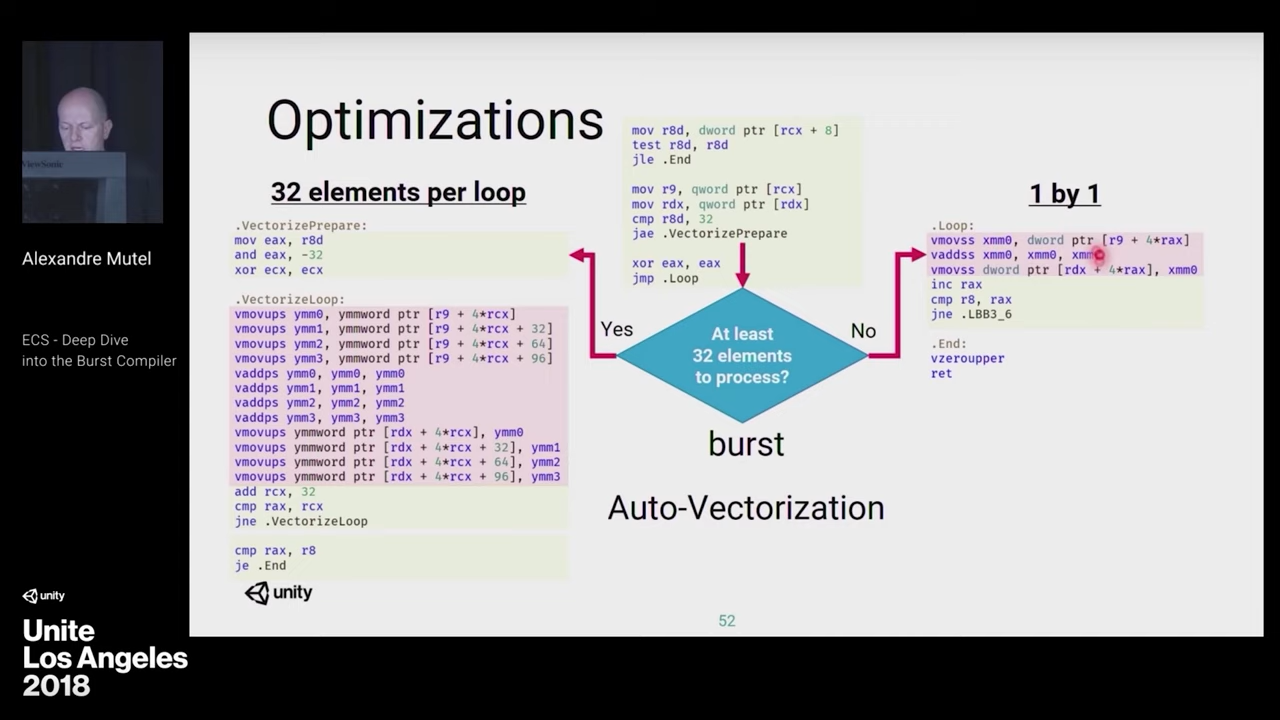 ViewSonic
Alexandre Mutel
ECS - Deep Dive
into the Burst Compiler
unity
Unite
Los Angeles
2018
Optimizations
32 elements per loop
.VectorizePrepare:
mov eax, r8d
and eax, -32
xor ecx, ecx
.VectorizeLoop:
vmovups ymm0, ymmword ptr [r9 + 4*rcx]
vmovups ymm1, ymmword ptr [r9 + 4*rcx + 32]
vmovups ymm2, ymmword ptr [r9 + 4*rcx + 64]
vmovups ymm3, ymmword ptr [r9 + 4*rcx + 96]
vaddps ymm0, ymm0, ymm0
vaddps ymm1, ymm1, ymm1
vaddps ymm2, ymm2, ymm2
vaddps ymm3, ymm3, ymm3
vmovups ymmword ptr [rdx + 4*rcx], ymm0
vmovups ymmword ptr [rdx + 4*rcx + 32], ymm1
vmovups ymmword ptr [rdx + 4*rcx + 64], ymm2
vmovups ymmword ptr [rdx + 4*rcx + 96], ymm3
add rcx, 32
cmp rax, rcx
jne .VectorizeLoop
cmp rax, r8
je .End
unity
mov r8d, dword ptr [rcx + 8]
test r8d, r8d
jle .End
mov r9, qword ptr [rcx]
mov rdx, qword ptr [rdx]
cmp r8d, 32
jae .VectorizePrepare
xor eax, eax
jmp .Loop
Yes
At least
32 elements
to process?
No
burst
Auto-Vectorization
1 by 1
.Loop:
vmovss xmm0, dword ptr [r9 + 4*rax]
vaddss xmm0, xmm0,
vmovss dword ptr [rdx + 4*rax], xmm0
inc rax
cmp r8, rax
jne .LBB3_6
.End:
vzeroupper
ret
52